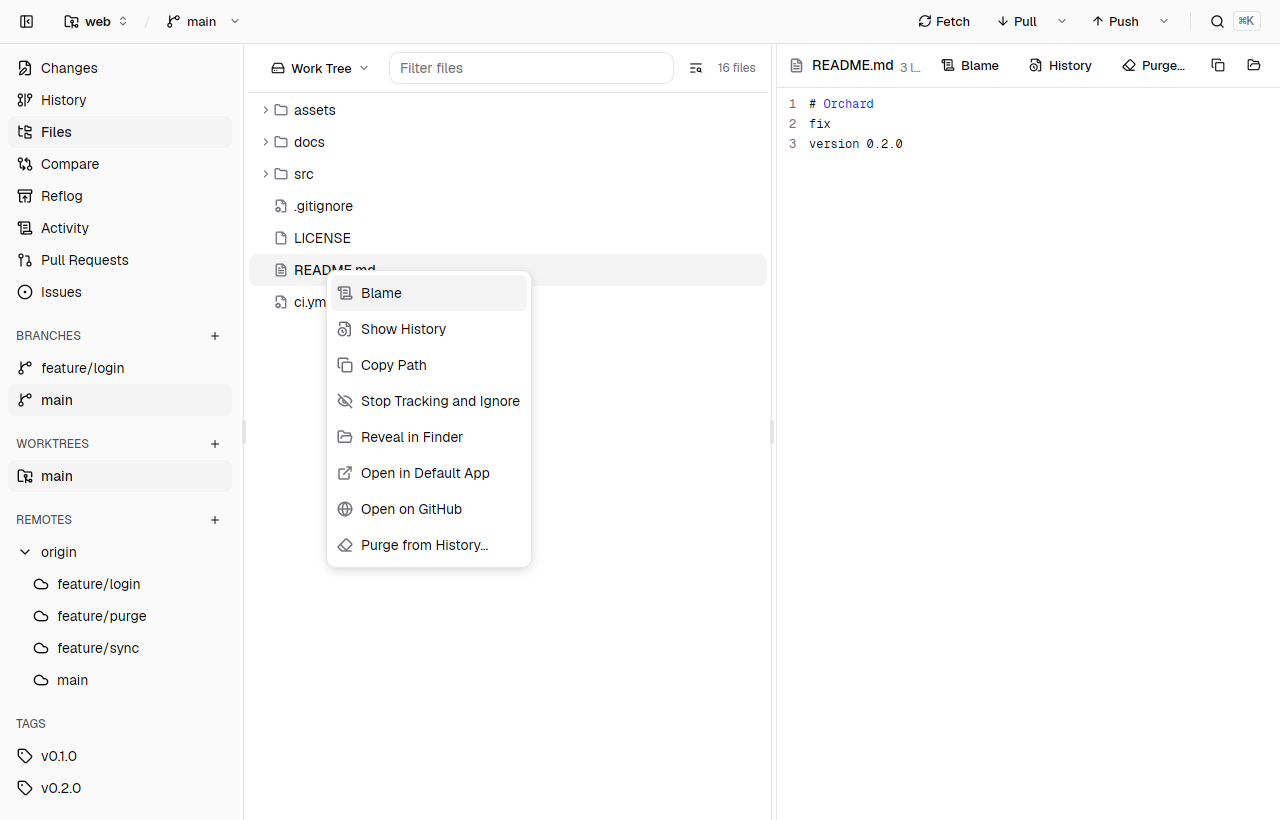 web / main Fetch Pull Push ⌘K
Changes
History
Files
Compare
Reflog
Activity
Pull Requests
Issues
BRANCHES
feature/login
main
WORKTREES
main
REMOTES
origin
feature/login
feature/purge
feature/sync
main
TAGS
v0.1.0
v0.2.0
Work Tree Filter files 16 files
assets
docs
src
.gitignore
LICENSE
README.md
ci.ym
Blame
Show History
Copy Path
Stop Tracking and Ignore
Reveal in Finder
Open in Default App
Open on GitHub
Purge from History...
README.md 3 l... Blame History Purge...
1 # Orchard
2 fix
3 version 0.2.0